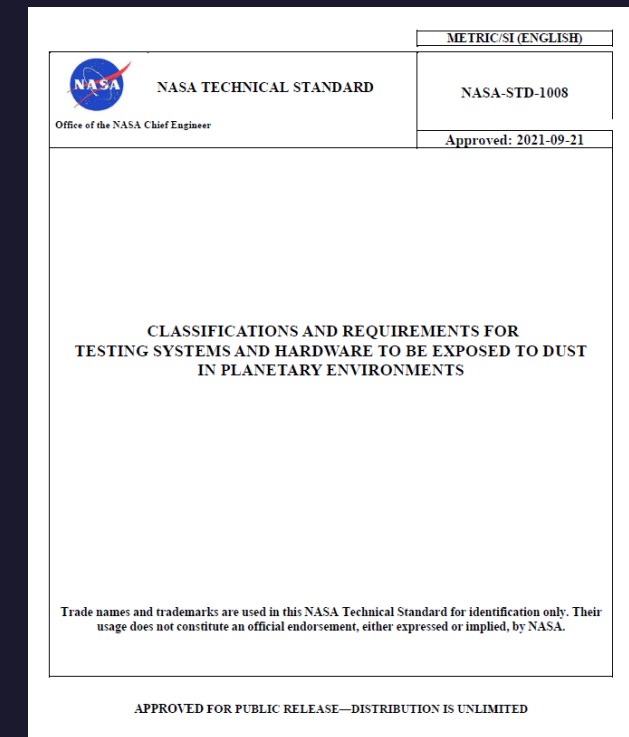 METRIC/SI (ENGLISH)
NASA
NASA TECHNICAL STANDARD
Office of the NASA Chief Engineer
NASA-STD-1008
Approved: 2021-09-21
CLASSIFICATIONS AND REQUIREMENTS FOR
TESTING SYSTEMS AND HARDWARE TO BE EXPOSED TO DUST
IN PLANETARY ENVIRONMENTS
Trade names and trademarks are used in this NASA Technical Standard for identification only. Their
usage does not constitute an official endorsement, either expressed or implied, by NASA.
APPROVED FOR PUBLIC RELEASE—DISTRIBUTION IS UNLIMITED